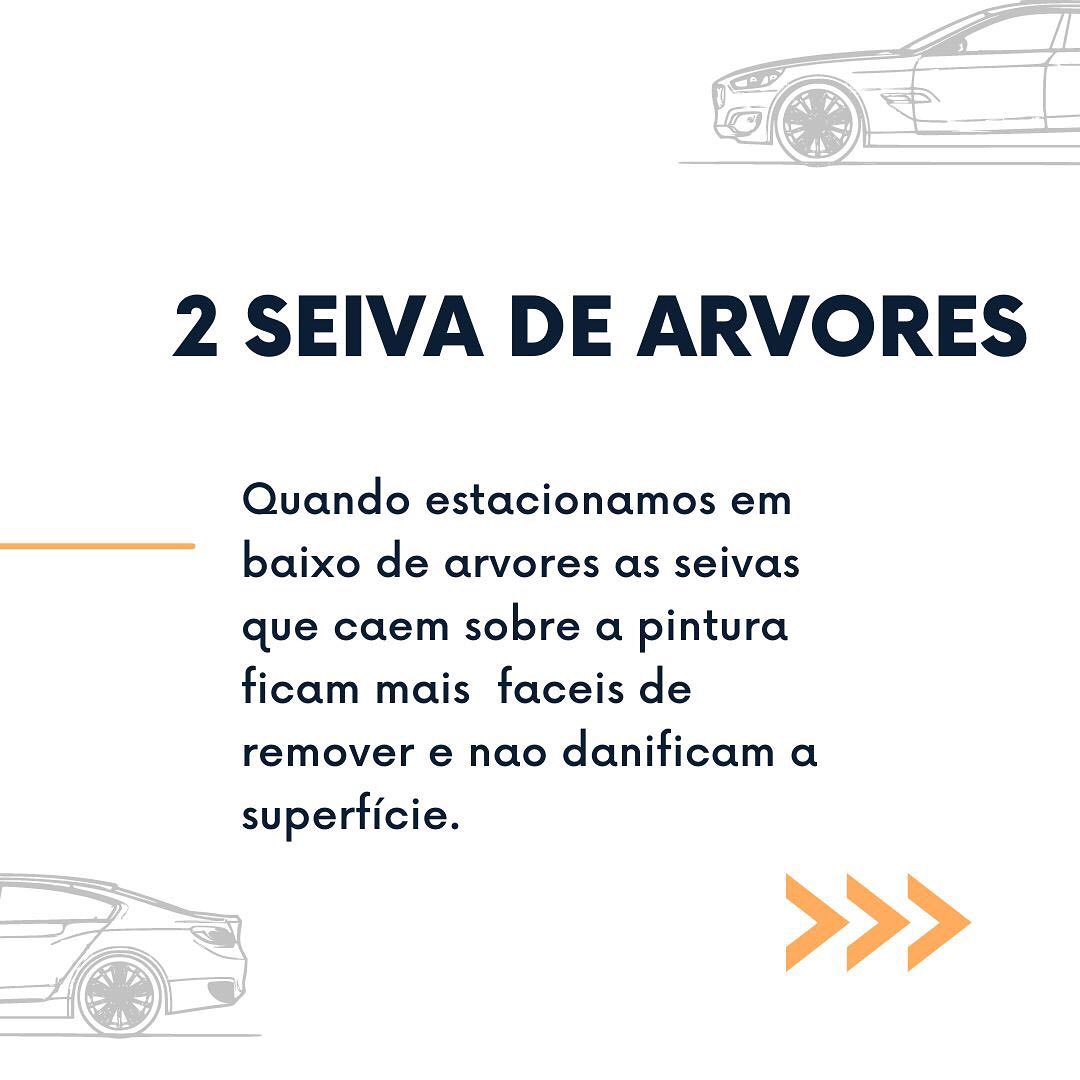 2 SEIVA DE ARVORES
Quando estacionamos em
baixo de arvores as seivas
que caem sobre a pintura
ficam mais  faceis de
remover e nao danificam a
superfície.